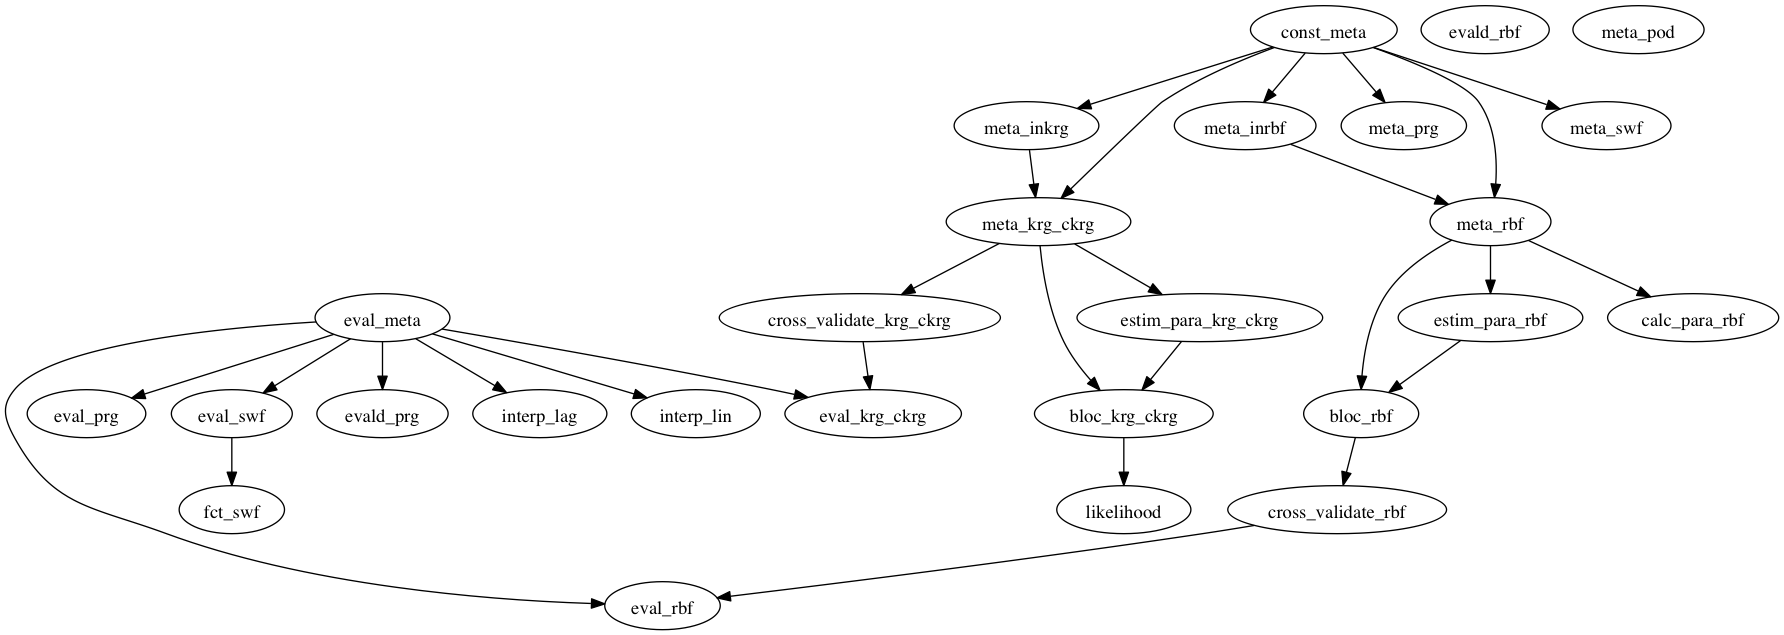 const_meta
evald_rbf
meta_pod
meta_inkrg
meta_inrbf
meta_prg
meta_swf
meta_krg_ckrg
meta_rbf
eval_meta
cross_validate_krg_ckrg
estim_para_krg_ckrg
estim_para_rbf
calc_para_rbf
eval_prg
eval_swf
evald_prg
interp_lag
interp_lin
eval_krg_ckrg
bloc_krg_ckrg
bloc_rbf
fct_swf
likelihood
cross_validate_rbf
eval_rbf